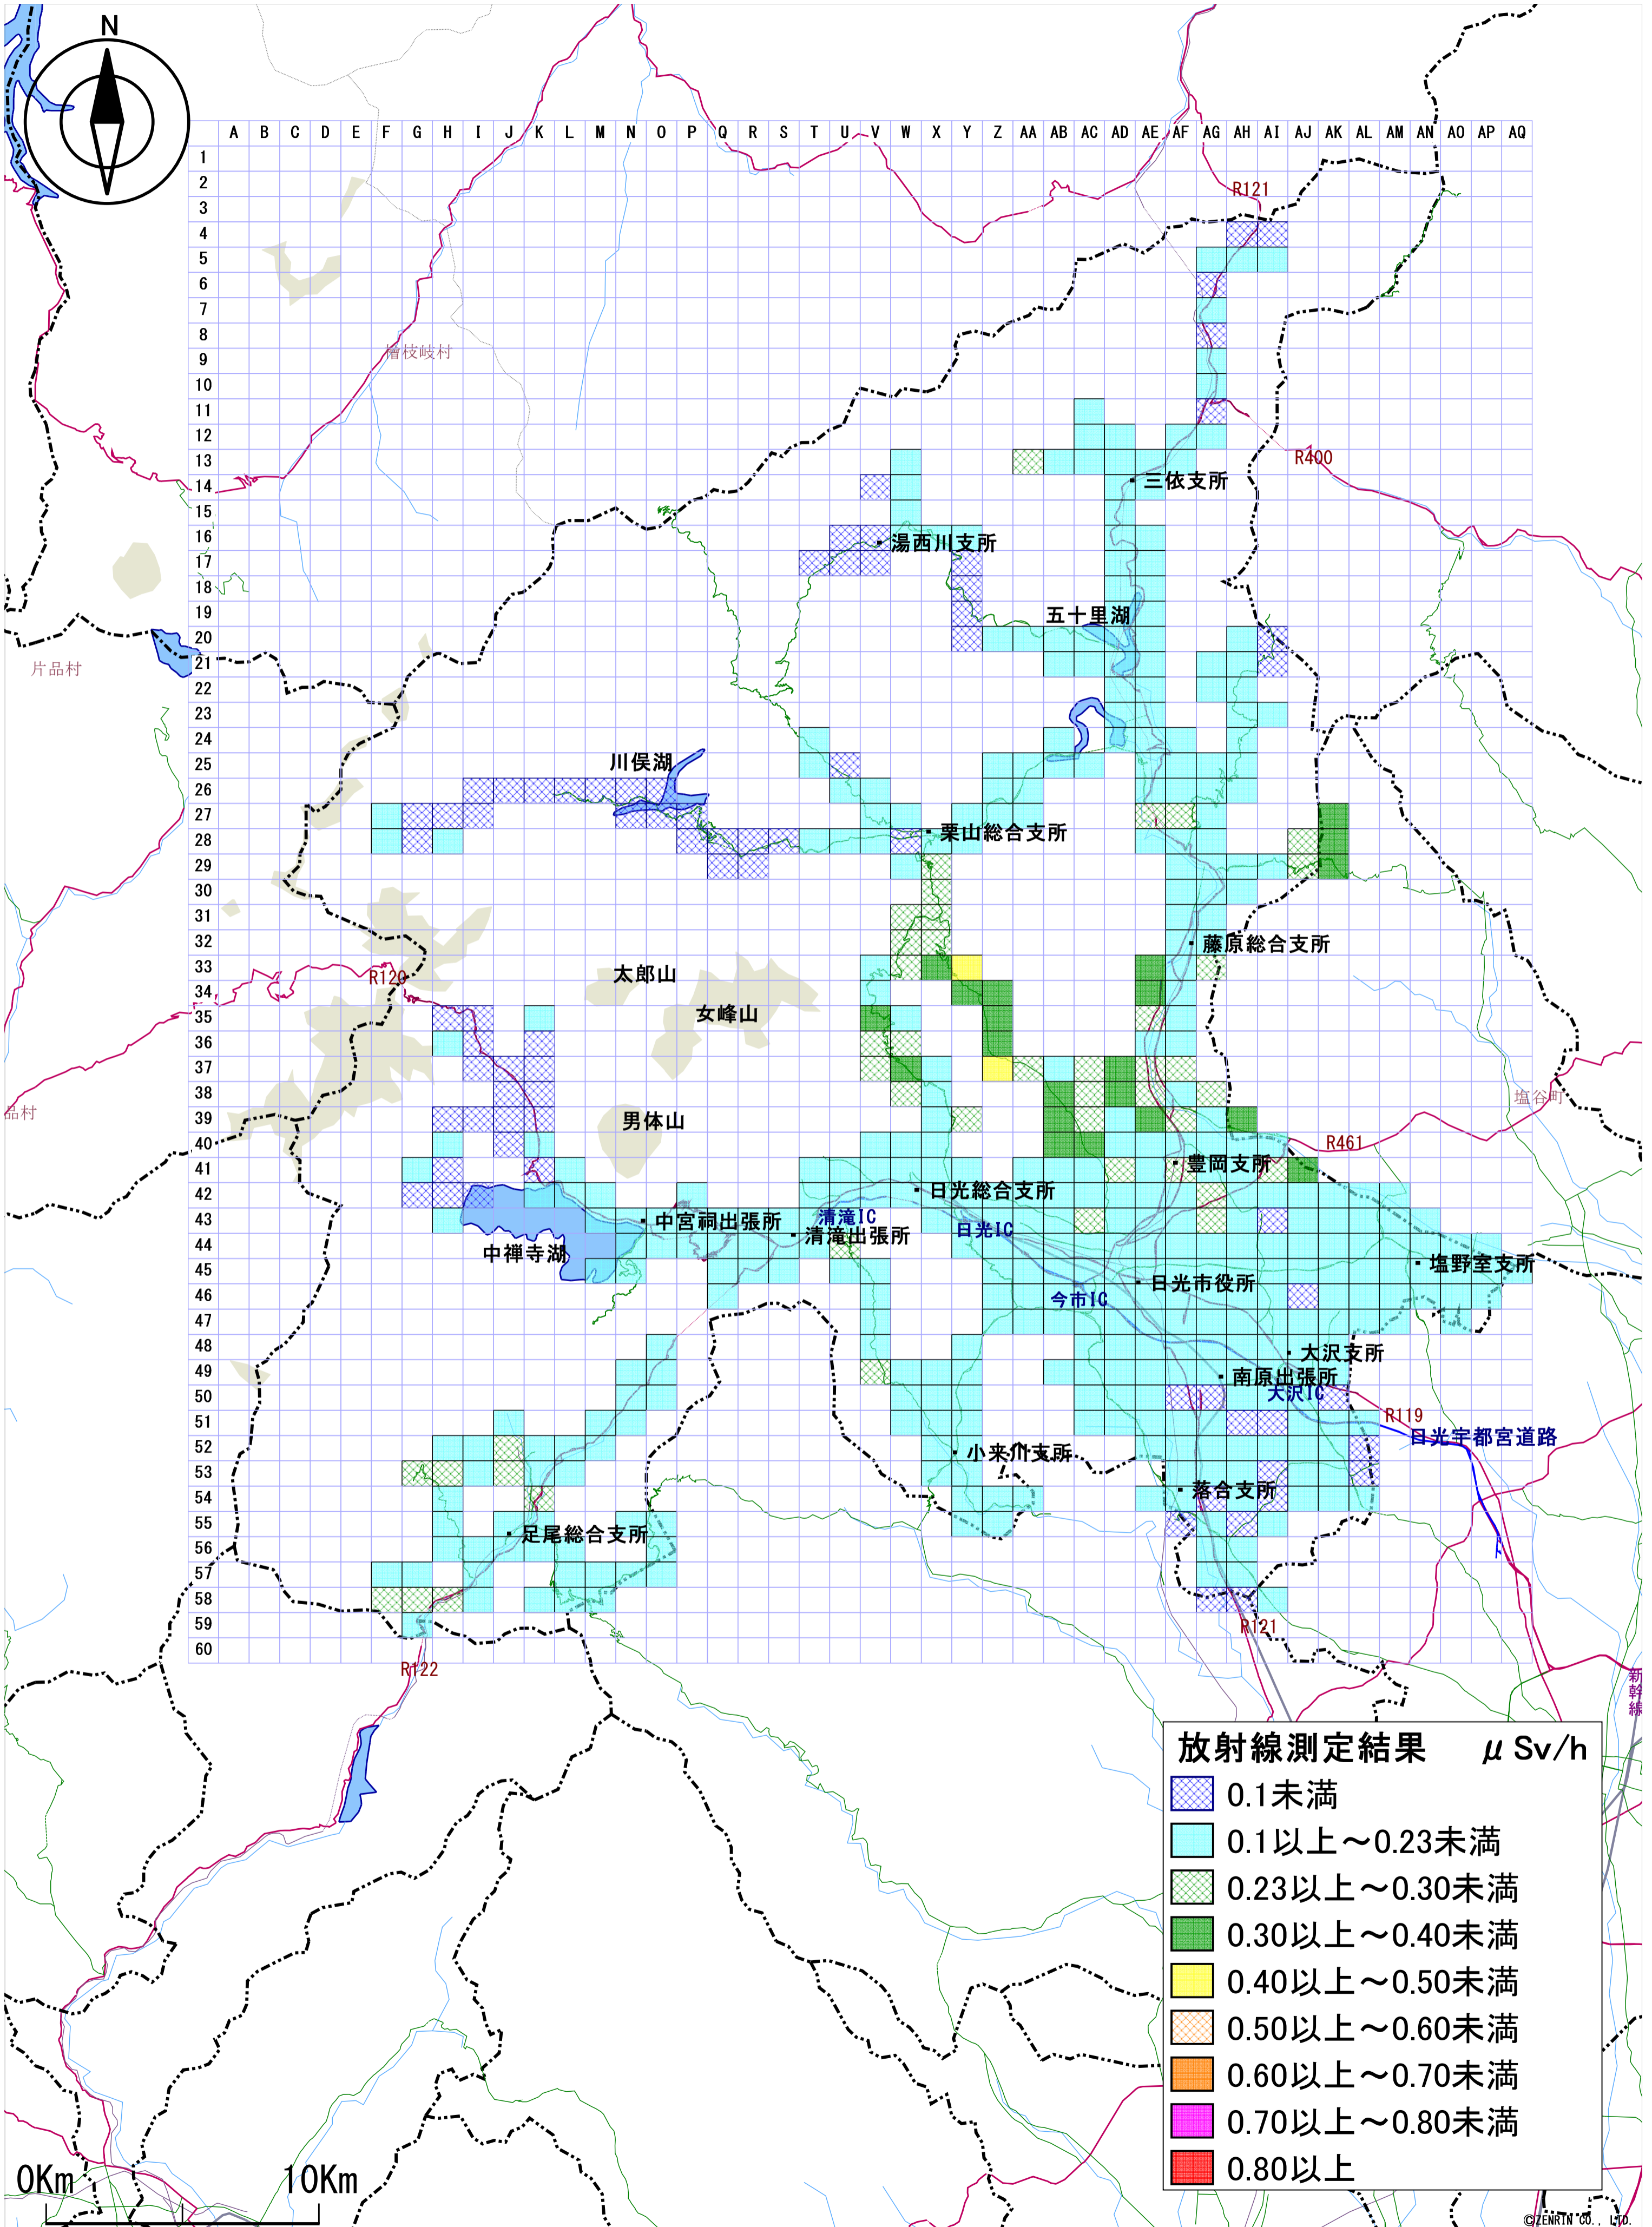 N
A B C D E F G H I J K L M N O P Q R S T U V W X Y Z AA AB AC AD AE AF AG AH AI AJ AK AL AM AN AO AP AQ
1
2
R121
3
4
5
6
7
8
檜枝岐村
9
10
11
12
13
R400
14
三依支所
15
16
湯西川支所
17
18
19
五十里湖
20
片品村
21
22
23
24
川俣湖
25
26
27
栗山総合支所
28
29
30
31
32
藤原総合支所
33
R120
太郎山
34
35
女峰山
36
37
38
塩谷町
品村
39
男体山
40
R461
41
豊岡支所
42
日光総合支所
43
中宮祠出張所
清滝IC
日光IC
清滝出張所
44
中禅寺湖
45
塩野室支所
日光市役所
46
今市IC
47
48
大沢支所
49
南原出張所
50
大沢IC
51
R119
日光宇都宮道路
52
小来川支所
53
54
落合支所
55
足尾総合支所
56
57
58
59
R121
60
R122
新幹線
放射線測定結果 μSv/h
0.1未満
0.1以上～0.23未満
0.23以上～0.30未満
0.30以上～0.40未満
0.40以上～0.50未満
0.50以上～0.60未満
0.60以上～0.70未満
0.70以上～0.80未満
0.80以上
0Km 10Km
©ZENRIN CO., LTD.